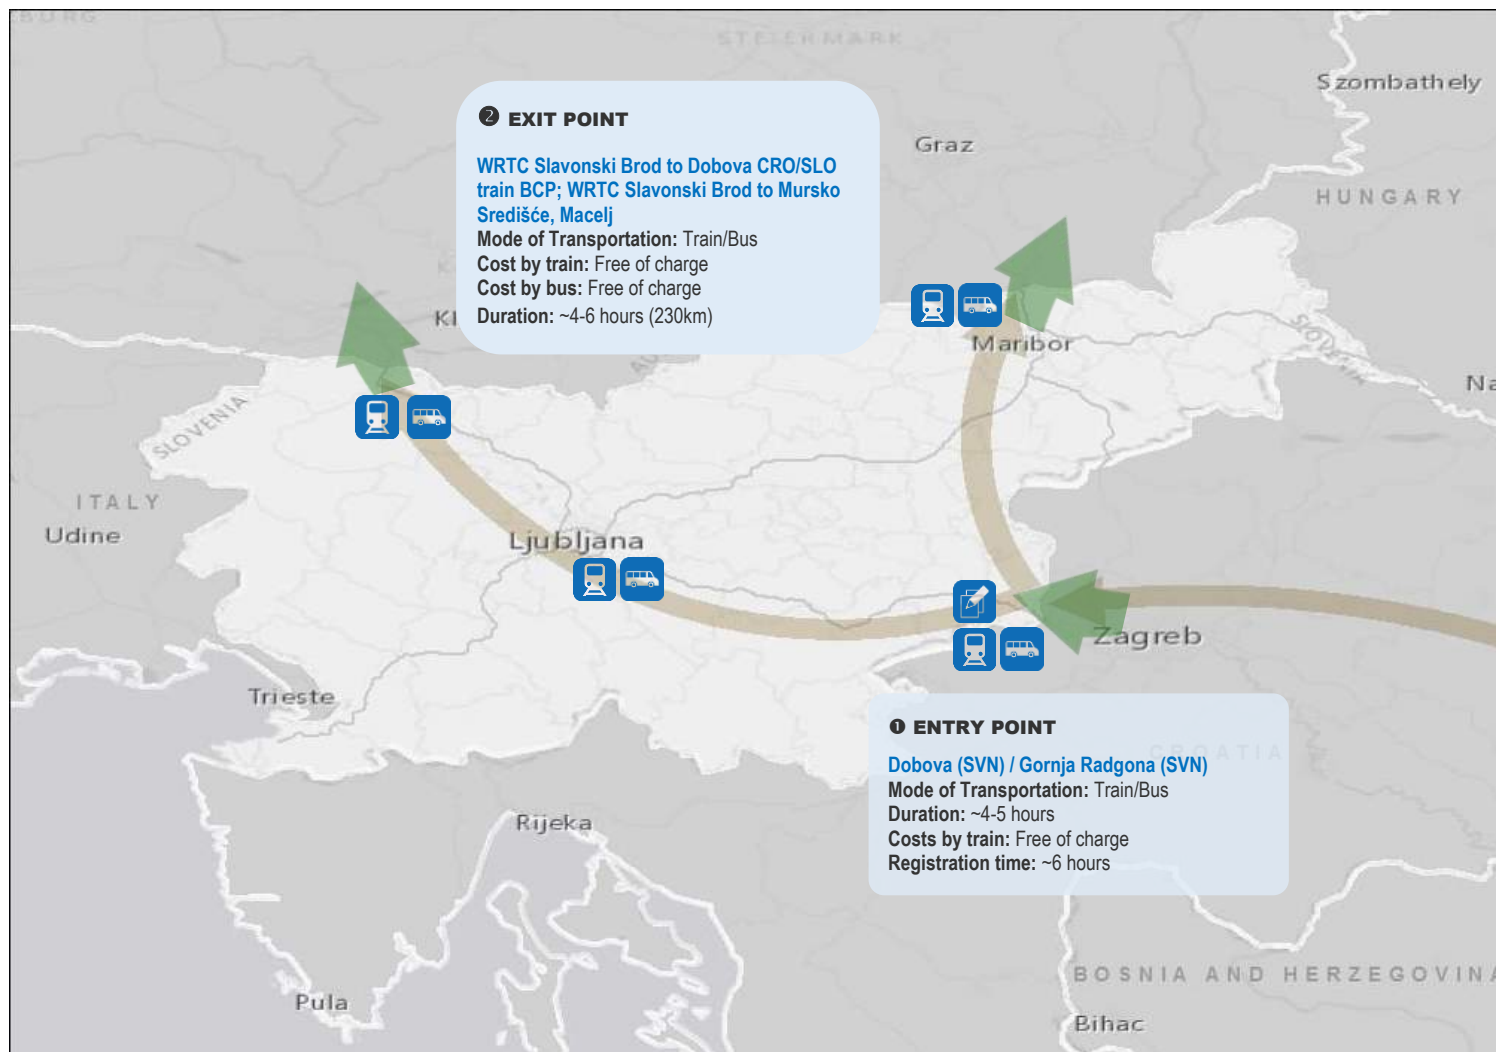 ZBURG
STEIERMARK
Szombathely
❷ EXIT POINT
Graz
WRTC Slavonski Brod to Dobova CRO/SLO
train BCP; WRTC Slavonski Brod to Mursko
Središće, Macelj
Mode of Transportation: Train/Bus
Cost by train: Free of charge
Cost by bus: Free of charge
Duration: ~4-6 hours (230km)
HUNGARY
Maribor
SLOVENIA
SLOVENIA
ITALY
Udine
Ljubljana
Zagreb
Trieste
❶ ENTRY POINT
CROATIA
Dobova (SVN) / Gornja Radgona (SVN)
Mode of Transportation: Train/Bus
Duration: ~4-5 hours
Costs by train: Free of charge
Registration time: ~6 hours
Rijeka
BOSNIA AND HERZEGOVINA
Pula
Bihac